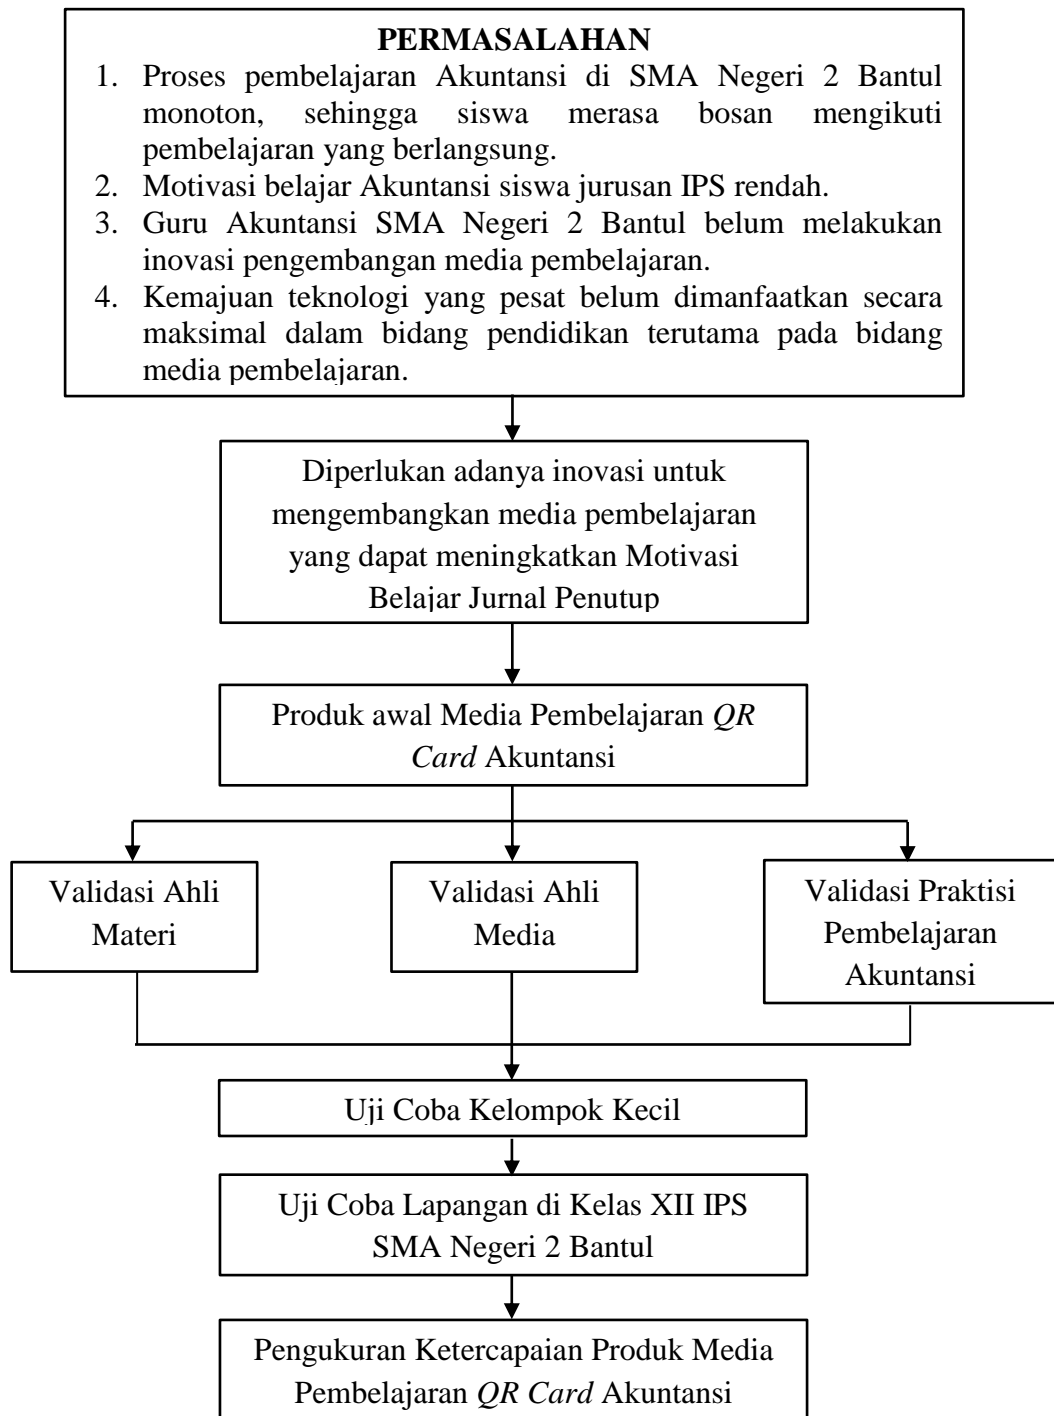 PERMASALAHAN
1. Proses pembelajaran Akuntansi di SMA Negeri 2 Bantul
monoton, sehingga siswa merasa bosan mengikuti
pembelajaran yang berlangsung.
2. Motivasi belajar Akuntansi siswa jurusan IPS rendah.
3. Guru Akuntansi SMA Negeri 2 Bantul belum melakukan
inovasi pengembangan media pembelajaran.
4. Kemajuan teknologi yang pesat belum dimanfaatkan secara
maksimal dalam bidang pendidikan terutama pada bidang
media pembelajaran.
Diperlukan adanya inovasi untuk
mengembangkan media pembelajaran
yang dapat meningkatkan Motivasi
Belajar Jurnal Penutup
Produk awal Media Pembelajaran QR
Card Akuntansi
Validasi Ahli
Materi
Validasi Ahli
Media
Validasi Praktisi
Pembelajaran
Akuntansi
Uji Coba Kelompok Kecil
Uji Coba Lapangan di Kelas XII IPS
SMA Negeri 2 Bantul
Pengukuran Ketercapaian Produk Media
Pembelajaran QR Card Akuntansi